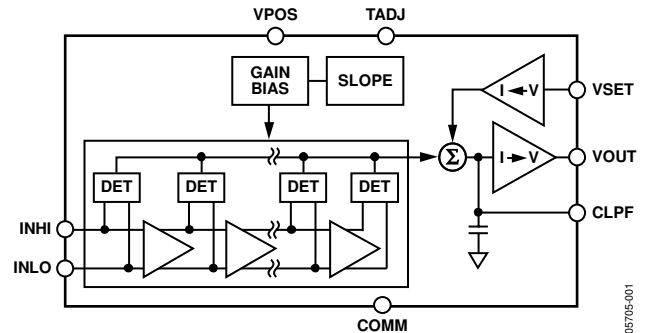 VPOS
TADJ
GAIN
BIAS
SLOPE
I V
VSET
DET
DET
DET
DET
Σ
I V
VOUT
INHI
CLPF
INLO
COMM
05705-001